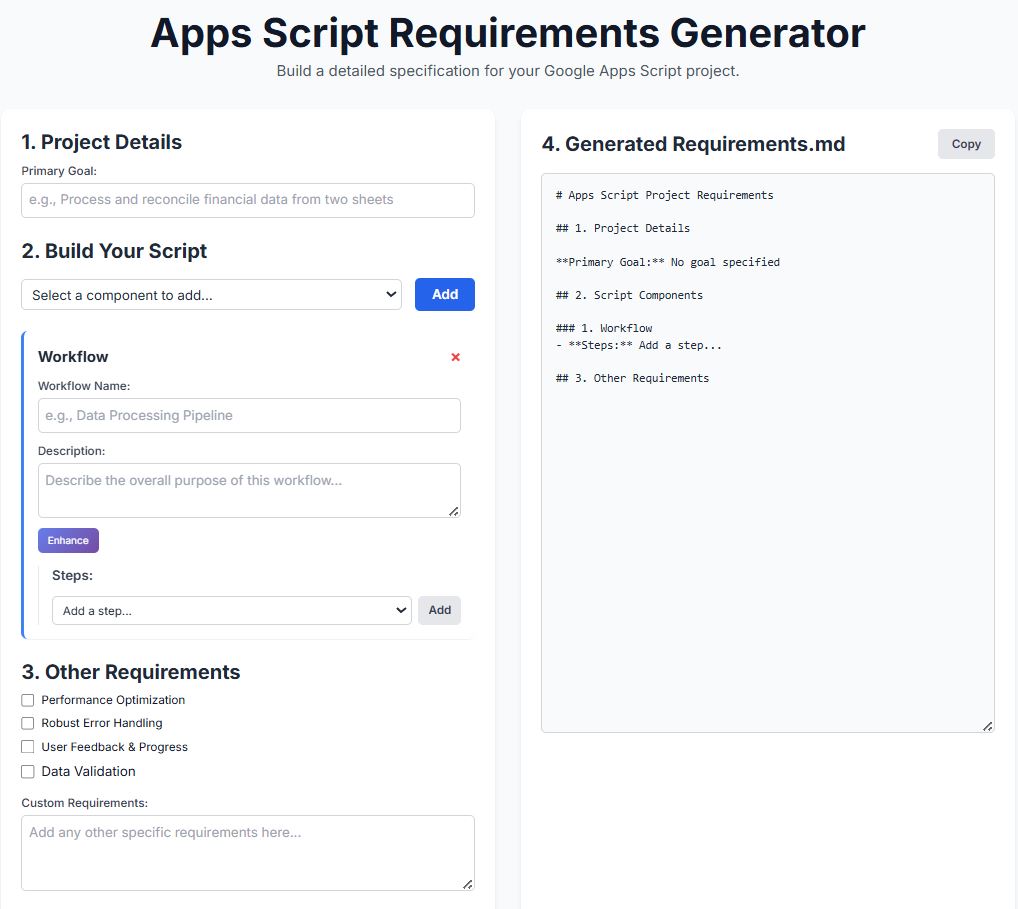 Apps Script Requirements Generator
Build a detailed specification for your Google Apps Script project.
1. Project Details
Primary Goal:
e.g., Process and reconcile financial data from two sheets
2. Build Your Script
Select a component to add...
Add
Workflow
×
Workflow Name:
e.g., Data Processing Pipeline
Description:
Describe the overall purpose of this workflow...
Enhance
Steps:
Add a step...
Add
3. Other Requirements
Performance Optimization
Robust Error Handling
User Feedback & Progress
Data Validation
Custom Requirements:
Add any other specific requirements here...
4. Generated Requirements.md
Copy
# Apps Script Project Requirements
## 1. Project Details
**Primary Goal:** No goal specified
## 2. Script Components
### 1. Workflow
- **Steps:** Add a step...
## 3. Other Requirements